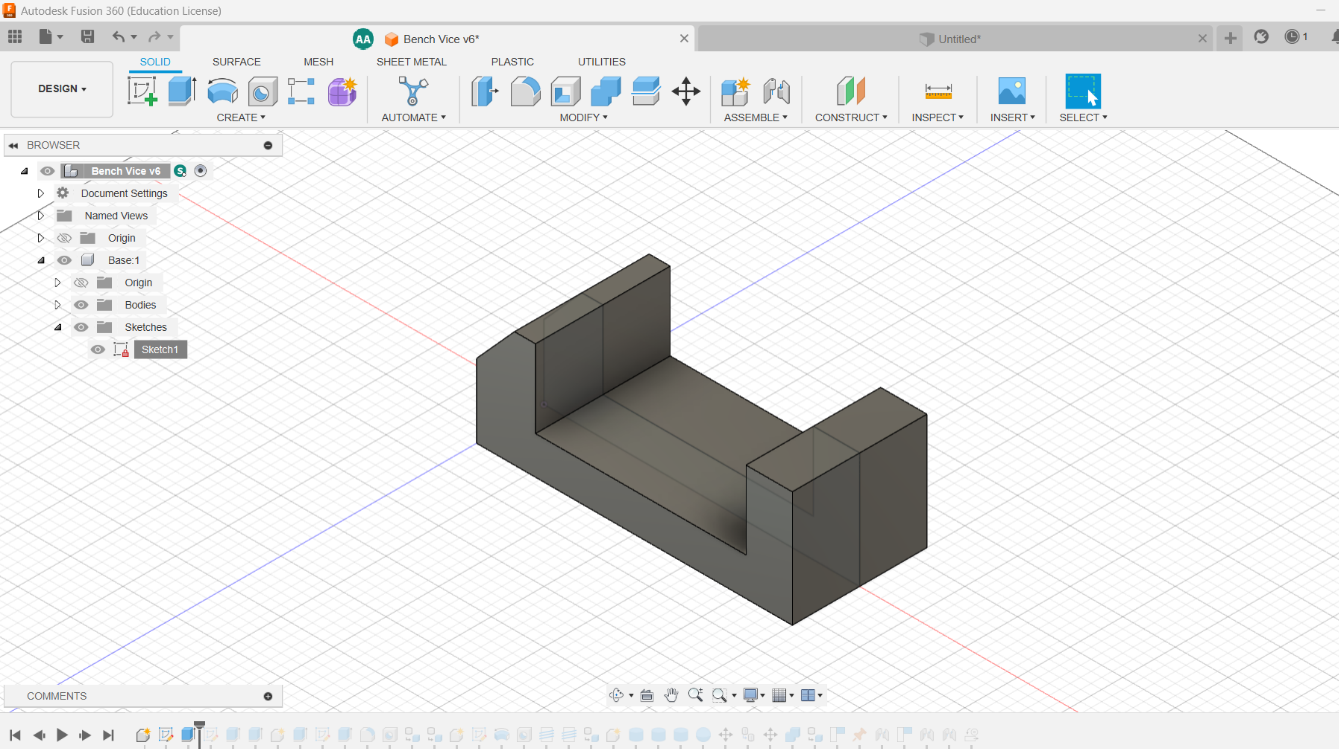 Autodesk Fusion 360 (Education License)
AA Bench Vice v6*
Untitled*
1
SOLID SURFACE MESH SHEET METAL PLASTIC UTILITIES
DESIGN
CREATE AUTOMATE MODIFY ASSEMBLE CONSTRUCT INSPECT INSERT SELECT
BROWSER
Bench Vice v6 S
Document Settings
Named Views
Origin
Base:1
Origin
Bodies
Sketches
Sketch1
COMMENTS